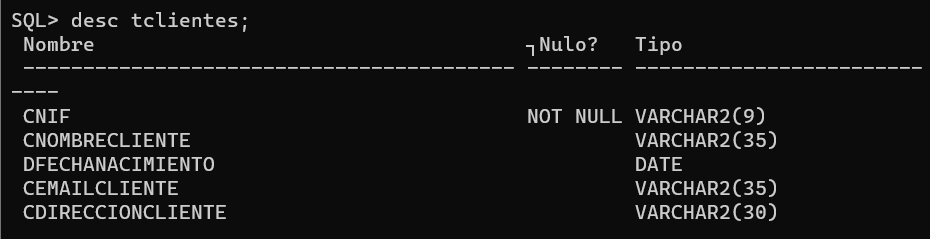 SQL> desc tclientes;
Nombre ┐Nulo? Tipo
----------------------------------------- -------- ------------------------
----
CNIF NOT NULL VARCHAR2(9)
CNOMBRECLIENTE VARCHAR2(35)
DFECHANACIMIENTO DATE
CEMAILCLIENTE VARCHAR2(35)
CDIRECCIONCLIENTE VARCHAR2(30)